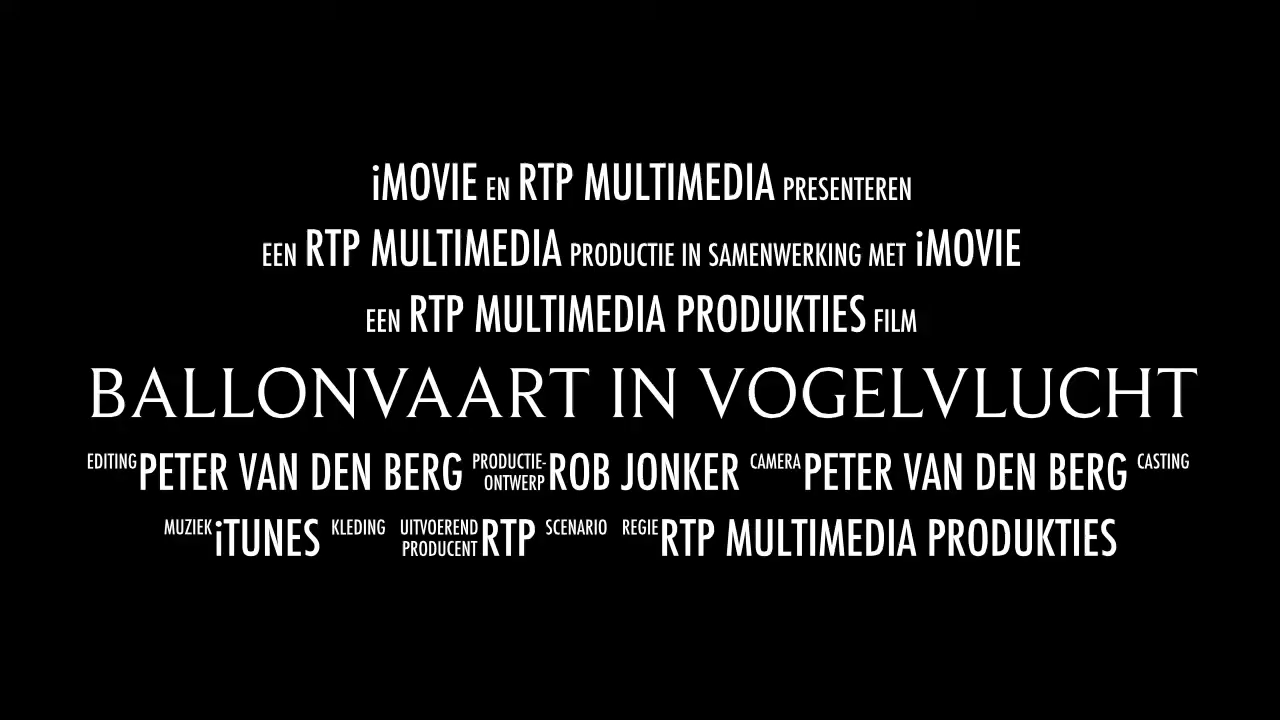 iMOVIE EN RTP MULTIMEDIA PRESENTEREN
EEN RTP MULTIMEDIA PRODUCTIE IN SAMENWERKING MET iMOVIE
EEN RTP MULTIMEDIA PRODUKTIES FILM
BALLONVAART IN VOGELVLUCHT
EDITING PETER VAN DEN BERG PRODUCTIE-ONTWERP ROB JONKER CAMERA PETER VAN DEN BERG CASTING
MUZIEK iTUNES KLEDING UITVOEREND PRODUCENT RTP SCENARIO REGIE RTP MULTIMEDIA PRODUKTIES